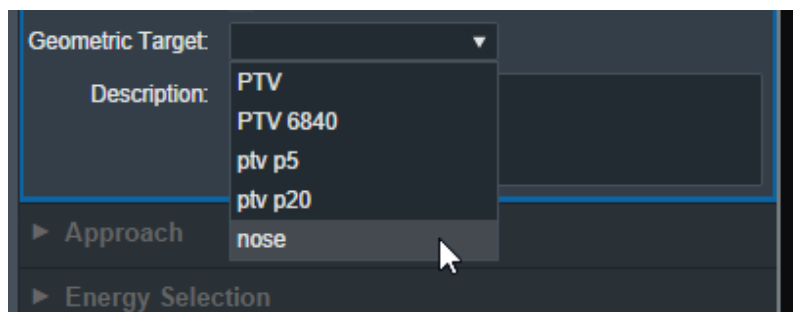 Geometric Target:
Description:
PTV
PTV 6840
ptv p5
ptv p20
nose
Approach
Energy Selection